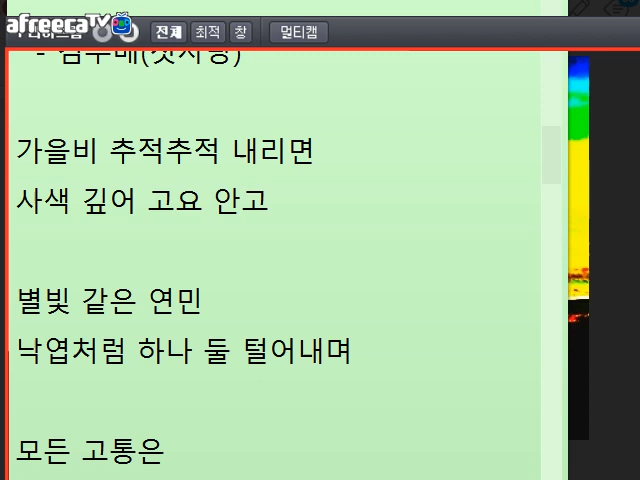 afreecaTV
전체 최적 창 멀티캠
가을비 추적추적 내리면
사색 깊어 고요 안고
별빛 같은 연민
낙엽처럼 하나 둘 털어내며
모든 고통은